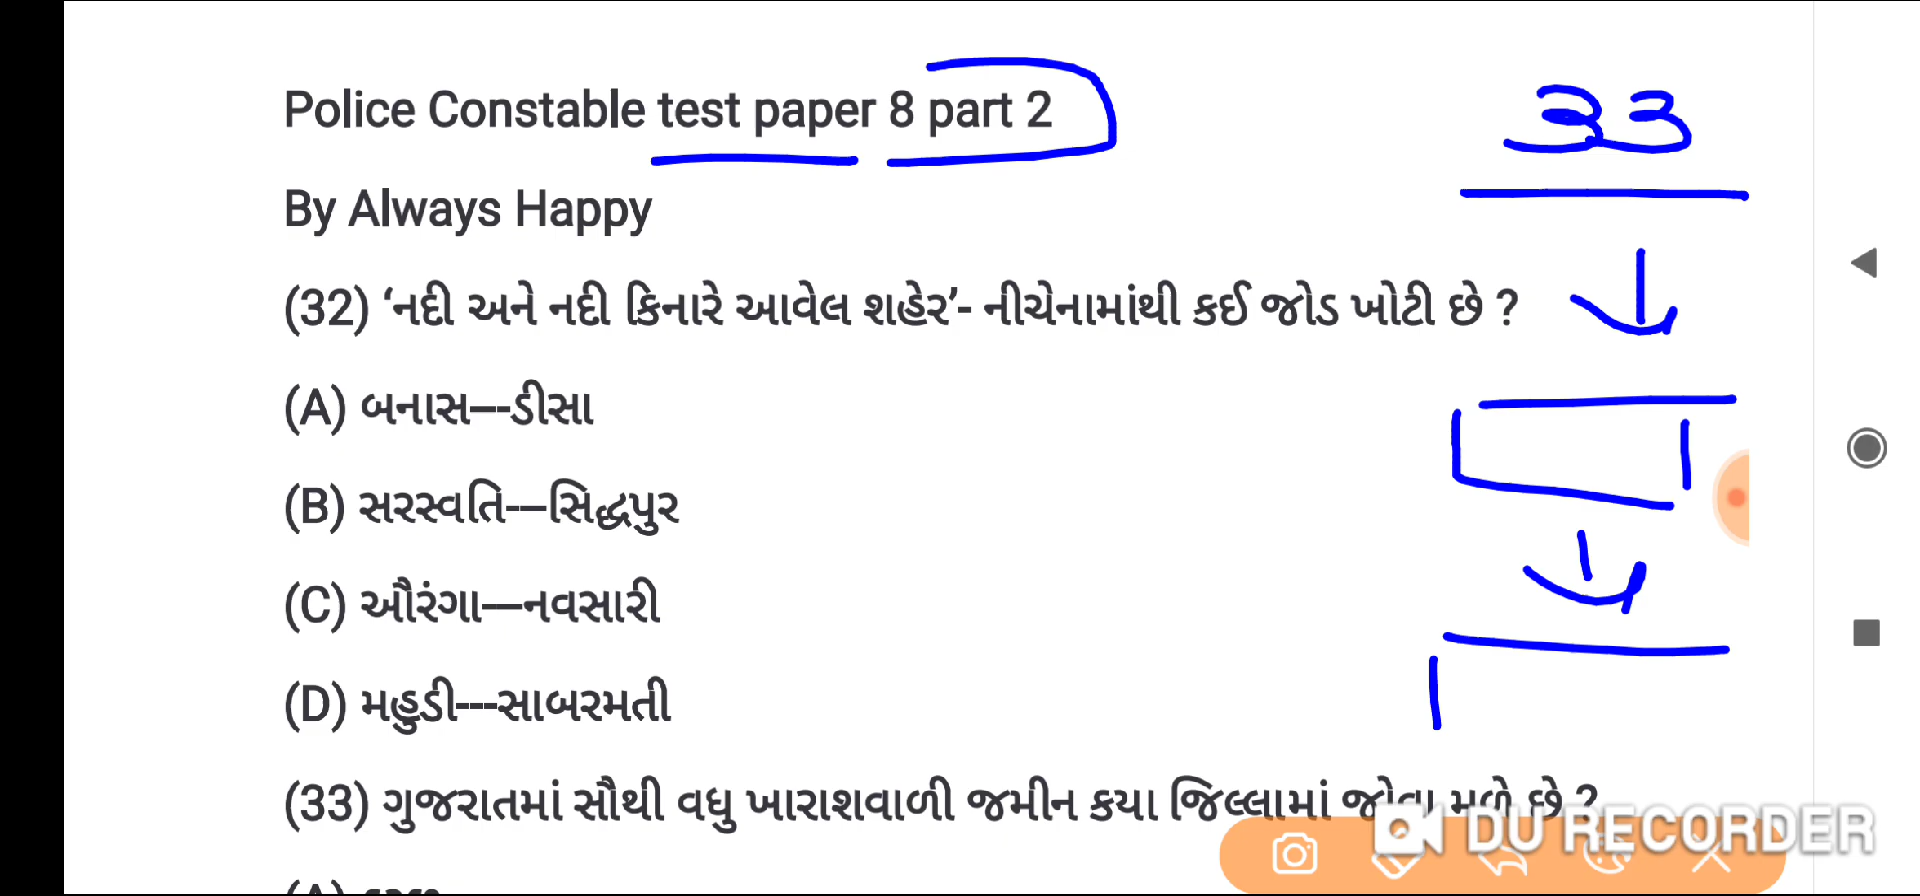 Police Constable test paper 8 part 2
33
By Always Happy
(32) ‘નદી અને નદી કિનારે આવેલ શહેર’- નીચેનામાંથી કઈ જોડ ખોટી છે ?
(A) બનાસ—-ડીસા
(B) સરસ્વતિ-—સિદ્ધપુર
(C) ઔરંગા—નવસારી
(D) મહુડી---સાબરમતી
(33) ગુજરાતમાં સૌથી વધુ ખારાશવાળી જમીન કયા જિલ્લામાં જોવા મળે છે ?
DU RECORDER
(A)